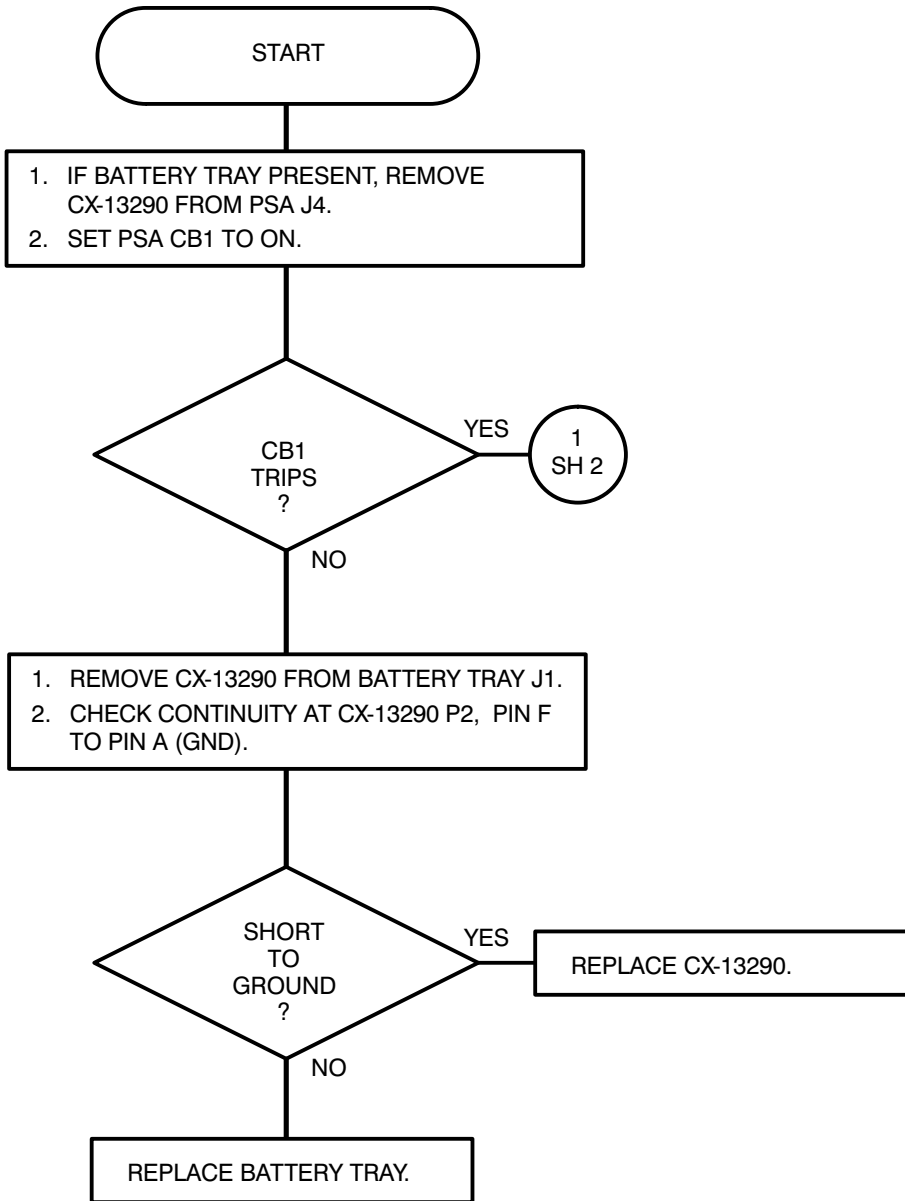 START
1. IF BATTERY TRAY PRESENT, REMOVE
CX-13290 FROM PSA J4.
2. SET PSA CB1 TO ON.
CB1
TRIPS
?
YES
1
SH 2
NO
1. REMOVE CX-13290 FROM BATTERY TRAY J1.
2. CHECK CONTINUITY AT CX-13290 P2, PIN F
TO PIN A (GND).
SHORT
TO
GROUND
?
YES
REPLACE CX-13290.
NO
REPLACE BATTERY TRAY.